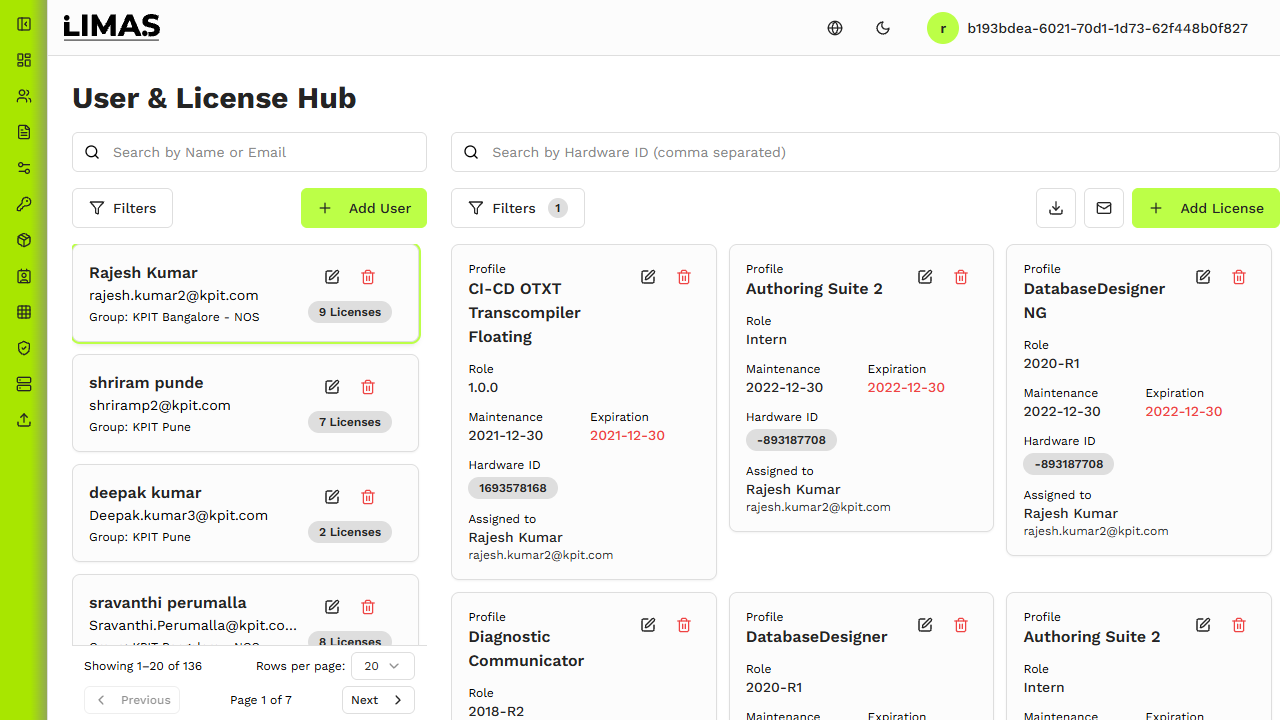 LIMAS
r
b193bdea-6021-70d1-1d73-62f448b0f827
User & License Hub
Search by Name or Email
Search by Hardware ID (comma separated)
Filters
Add User
Filters 1
Add License
Rajesh Kumar
rajesh.kumar2@kpit.com
Group: KPIT Bangalore - NOS
9 Licenses
shriram punde
shriramp2@kpit.com
Group: KPIT Pune
7 Licenses
deepak kumar
Deepak.kumar3@kpit.com
Group: KPIT Pune
2 Licenses
sravanthi perumalla
Sravanthi.Perumalla@kpit.co...
8 Licenses
Showing 1–20 of 136
Rows per page: 20
Previous
Page 1 of 7
Next
Profile
CI-CD OTXT
Transcompiler
Floating
Role
1.0.0
Maintenance Expiration
2021-12-30 2021-12-30
Hardware ID
1693578168
Assigned to
Rajesh Kumar
rajesh.kumar2@kpit.com
Profile
Authoring Suite 2
Role
Intern
Maintenance Expiration
2022-12-30 2022-12-30
Hardware ID
-893187708
Assigned to
Rajesh Kumar
rajesh.kumar2@kpit.com
Profile
DatabaseDesigner
NG
Role
2020-R1
Maintenance Expiration
2022-12-30 2022-12-30
Hardware ID
-893187708
Assigned to
Rajesh Kumar
rajesh.kumar2@kpit.com
Profile
Diagnostic
Communicator
Role
2018-R2
Profile
DatabaseDesigner
Role
2020-R1
Maintenance Expiration
Profile
Authoring Suite 2
Role
Intern
Maintenance Expiration